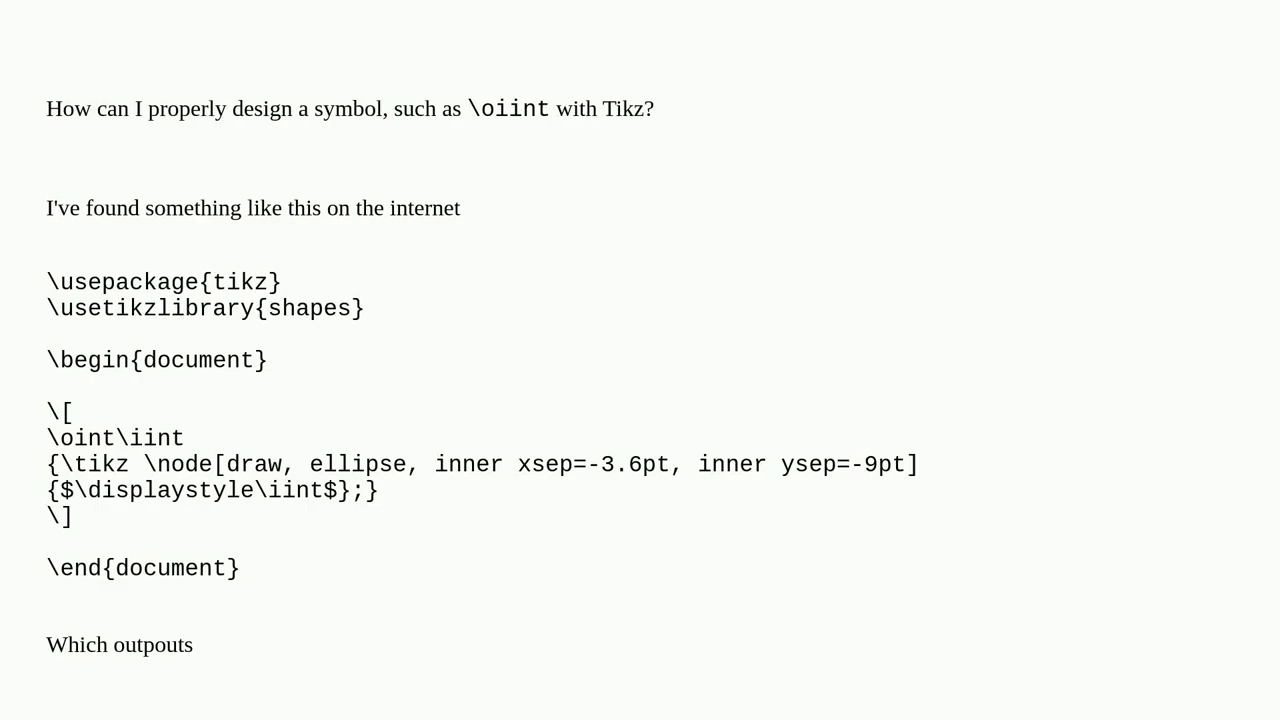 How can I properly design a symbol, such as \oiint with Tikz?
I've found something like this on the internet
\usepackage{tikz}
\usetikzlibrary{shapes}
\begin{document}
\[
\oint\iint
{\tikz \node[draw, ellipse, inner xsep=-3.6pt, inner ysep=-9pt]
{$\displaystyle\iint$};}
\]
\end{document}
Which outpouts